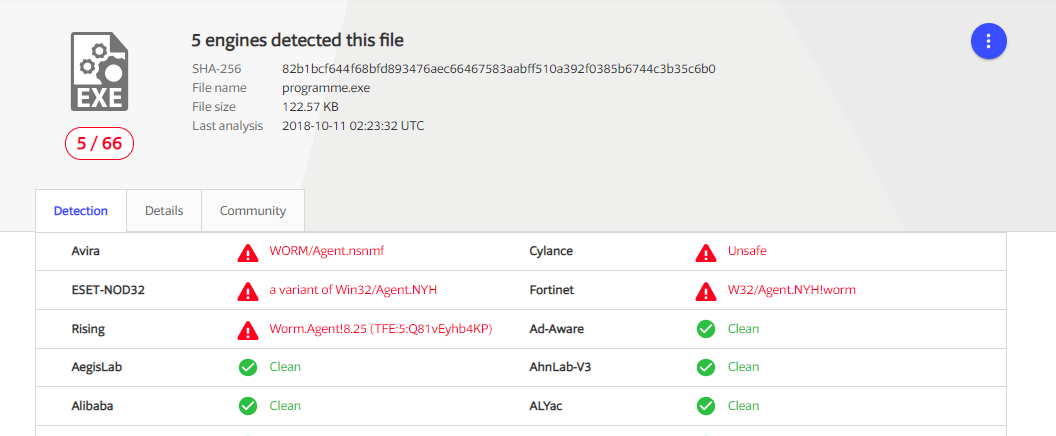 5 engines detected this file
SHA-256 82b1bcf644f68bfd893476aec66467583aabff510a392f0385b6744c3b35c6b0
File name programme.exe
File size 122.57 KB
Last analysis 2018-10-11 02:23:32 UTC
EXE
5 / 66
Detection Details Community
Avira WORM/Agent.nsnmf Cylance Unsafe
ESET-NOD32 a variant of Win32/Agent.NYH Fortinet W32/Agent.NYH!worm
Rising Worm.Agent!8.25 (TFE:5:Q81vEyhb4KP) Ad-Aware Clean
AegisLab Clean AhnLab-V3 Clean
Alibaba Clean ALYac Clean